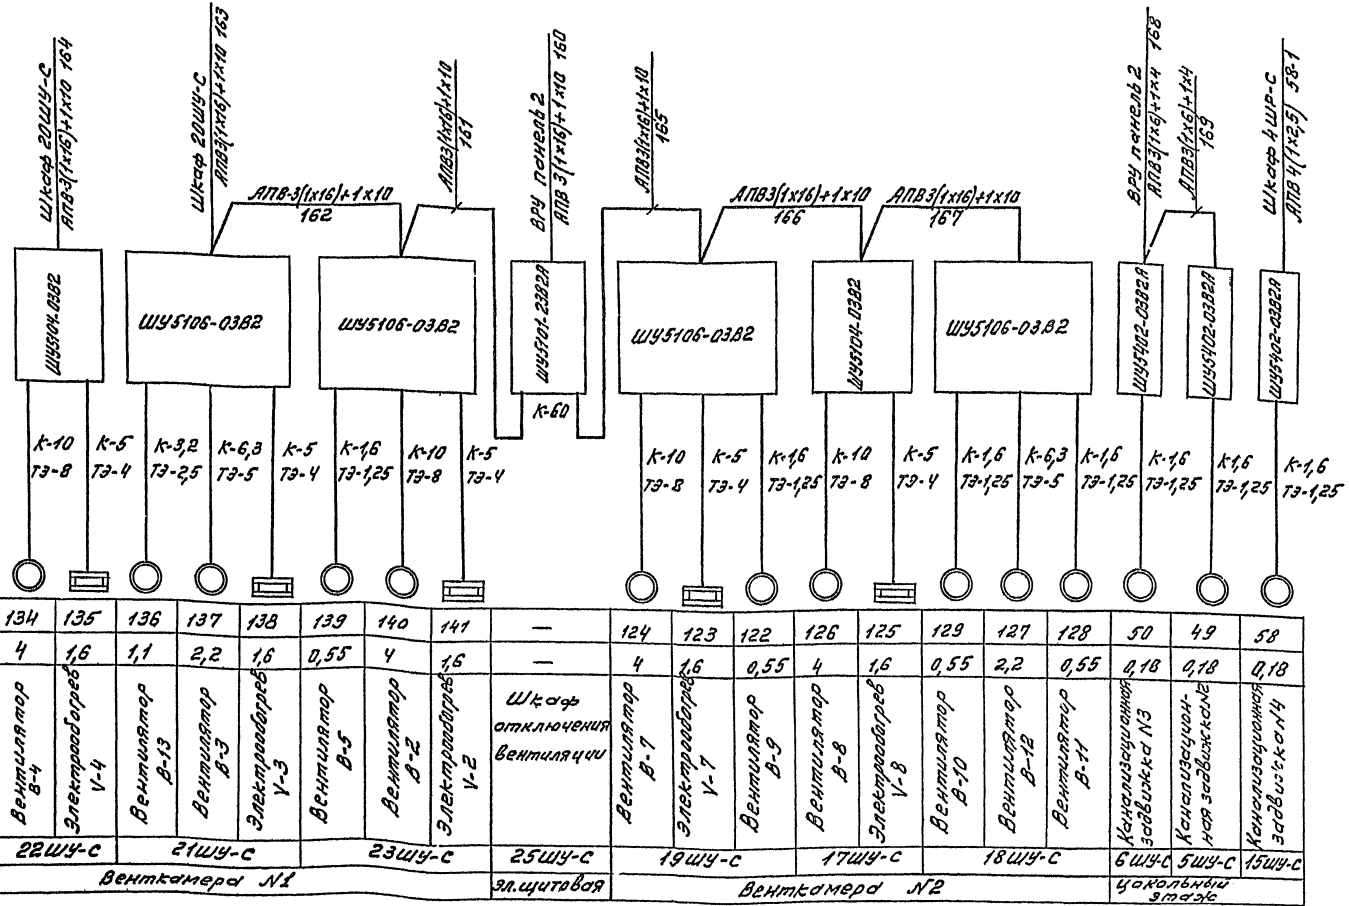 Шкаф 20ШУ-С
АПВ-3(1х16)+1х10 164
Шкаф 20ШУ-С
АПВ3(1х16)+1х10 163
АПВ-3(1х16)+1х10
162
АПВ3(1х16)+1х10
161
ВРУ панель 2
АПВ 3(1х16)+1х10 160
АПВ3(1х16)+1х10
165
АПВ3(1х16)+1х10
166
АПВ3(1х16)+1х10
167
ВРУ панель 2
АПВ3(1х6)+1х4 168
АПВ3(1х6)+1х4
169
Шкаф 4ШР-С
АПВ 4(1х2,5) 58-1
ШУ5104-03В2
ШУ5106-03В2
ШУ5106-03.В2
ШУ5101-23В2А
ШУ5106-03.В2
ШУ5104-03В2
ШУ5106-03.В2
ШУ5402-03В2А
ШУ5402-03В2А
ШУ5402-03В2А
К-60
К-10
ТЭ-8
К-5
ТЭ-4
К-3,2
ТЭ-2,5
К-6,3
ТЭ-5
К-5
ТЭ-4
К-1,6
ТЭ-1,25
К-10
ТЭ-8
К-5
ТЭ-4
К-10
ТЭ-8
К-5
ТЭ-4
К-1,6
ТЭ-1,25
К-10
ТЭ-8
К-5
ТЭ-4
К-1,6
ТЭ-1,25
К-6,3
ТЭ-5
К-1,6
ТЭ-1,25
К-1,6
ТЭ-1,25
К-1,6
ТЭ-1,25
К-1,6
ТЭ-1,25
134 135 136 137 138 139 140 141 — 124 123 122 126 125 129 127 128 50 49 58
4 1,6 1,1 2,2 1,6 0,55 4 1,6 — 4 1,6 0,55 4 1,6 0,55 2,2 0,55 0,18 0,18 0,18
Вентилятор
В-4
Электрообогрев
У-4
Вентилятор
В-13
Вентилятор
В-3
Электрообогрев
У-3
Вентилятор
В-5
Вентилятор
В-2
Электрообогрев
У-2
Шкаф
отключения
вентиляции
Вентилятор
В-7
Электрообогрев
У-7
Вентилятор
В-9
Вентилятор
В-8
Электрообогрев
У-8
Вентилятор
В-10
Вентилятор
В-12
Вентилятор
В-11
Канализационная
задвижка N3
Канализацион-
ная задвижка N2
Канализационная
задвижка N4
22ШУ-С 21ШУ-С 23ШУ-С 25ШУ-С 19ШУ-С 17ШУ-С 18ШУ-С 6ШУ-С 5ШУ-С 15ШУ-С
Венткамера N1 эл.щитовая Венткамера N2 Цокольный
этаж